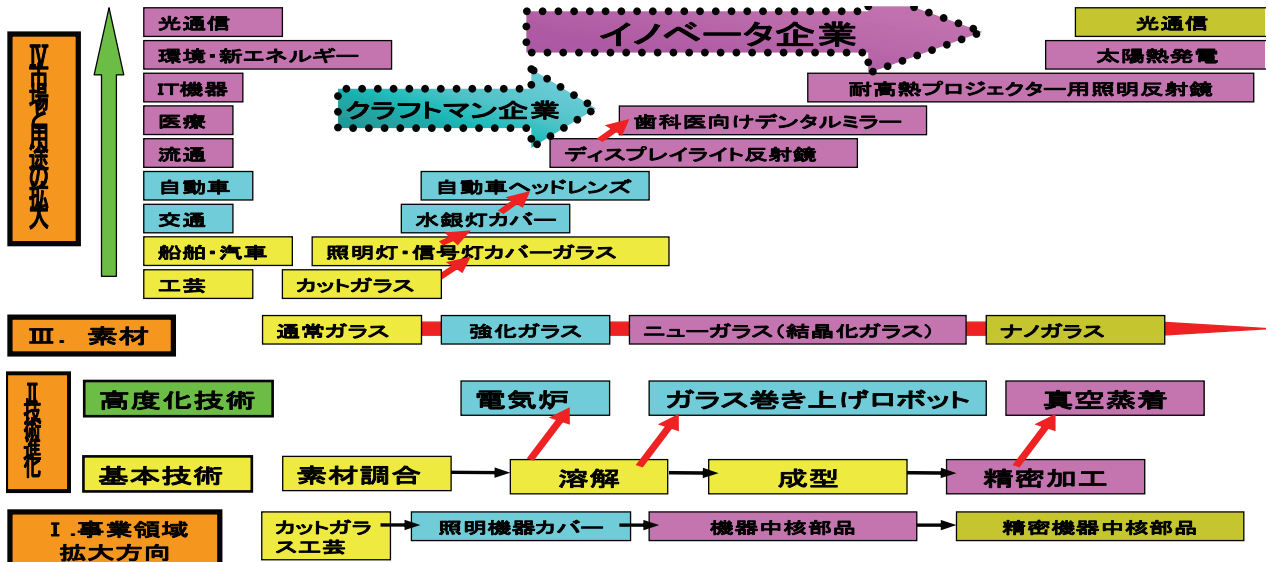 光通信
イノベータ企業
光通信
環境・新エネルギー
太陽熱発電
IT機器
耐高熱プロジェクター用照明反射鏡
クラフトマン企業
医療
歯科医向けデンタルミラー
流通
ディスプレイライト反射鏡
Ⅳ市場と用途の拡大
自動車
自動車ヘッドレンズ
交通
水銀灯カバー
船舶・汽車
照明灯・信号灯カバーガラス
工芸
カットガラス
Ⅲ. 素材
通常ガラス
強化ガラス
ニューガラス(結晶化ガラス)
ナノガラス
Ⅱ技術進化
高度化技術
電気炉
ガラス巻き上げロボット
真空蒸着
基本技術
素材調合
溶解
成型
精密加工
Ⅰ.事業領域
拡大方向
カットガラ
ス工芸
照明機器カバー
機器中核部品
精密機器中核部品